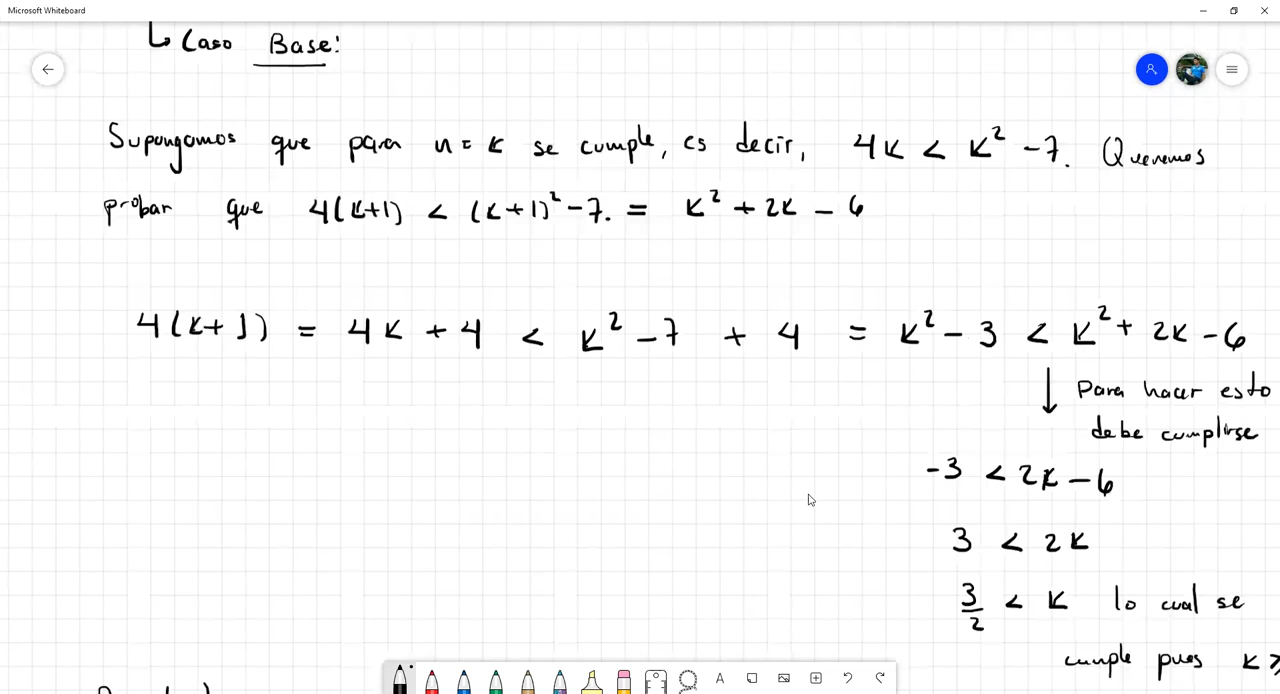 Microsoft Whiteboard
↳ Caso Base:
Supongamos que para n = k se cumple, es decir, 4k < k² - 7. Queremos
probar que 4(k+1) < (k+1)² - 7. = k² + 2k - 6
4(k+1) = 4k + 4 < k² - 7 + 4 = k² - 3 < k² + 2k - 6
↓ Para hacer esto
debe cumplirse
-3 < 2k - 6
3 < 2k
3/2 < k lo cual se
cumple pues k >
A